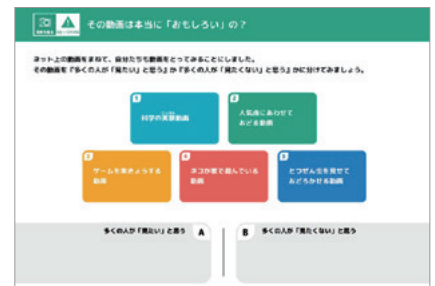 その動画は本当に「おもしろい」の？
ネット上の動画をまねて、自分たちも動画をとってみることにしました。
その動画を『多くの人が「見たい」と思う』か『多くの人が「見たくない」と思う』かに分けてみましょう。
1
科学の実験動画
2
人気曲にあわせて
おどる動画
3
ゲームを実きょうする
動画
4
ネコが家で遊んでいる
動画
5
とつぜん虫を見せて
おどろかせる動画
多くの人が「見たい」と思う
A
B
多くの人が「見たくない」と思う